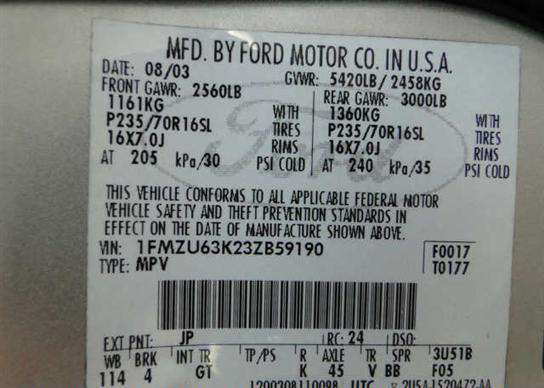 MFD. BY FORD MOTOR CO. IN U.S.A.
DATE: 08/03 GVWR: 5420LB/ 2458KG
FRONT GAWR: 2560LB REAR GAWR: 3000LB
1161KG WITH 1360KG WITH
P235/70R16SL TIRES P235/70R16SL TIRES
16X7.0J RIMS 16X7.0J RIMS
AT 205 kPa/30 PSI COLD AT 240 kPa/35 PSI COLD
Ford
THIS VEHICLE CONFORMS TO ALL APPLICABLE FEDERAL MOTOR
VEHICLE SAFETY AND THEFT PREVENTION STANDARDS IN
EFFECT ON THE DATE OF MANUFACTURE SHOWN ABOVE.
VIN: 1FMZU63K23ZB59190 F0017
TYPE: MPV T0177
EXT PNT: JP RC: 24 DSO:
WB BRK INT TR TP/PS R AXLE TR SPR 3U51B
114 4 G1 K 45 V BB F05
1200308110088 UTC